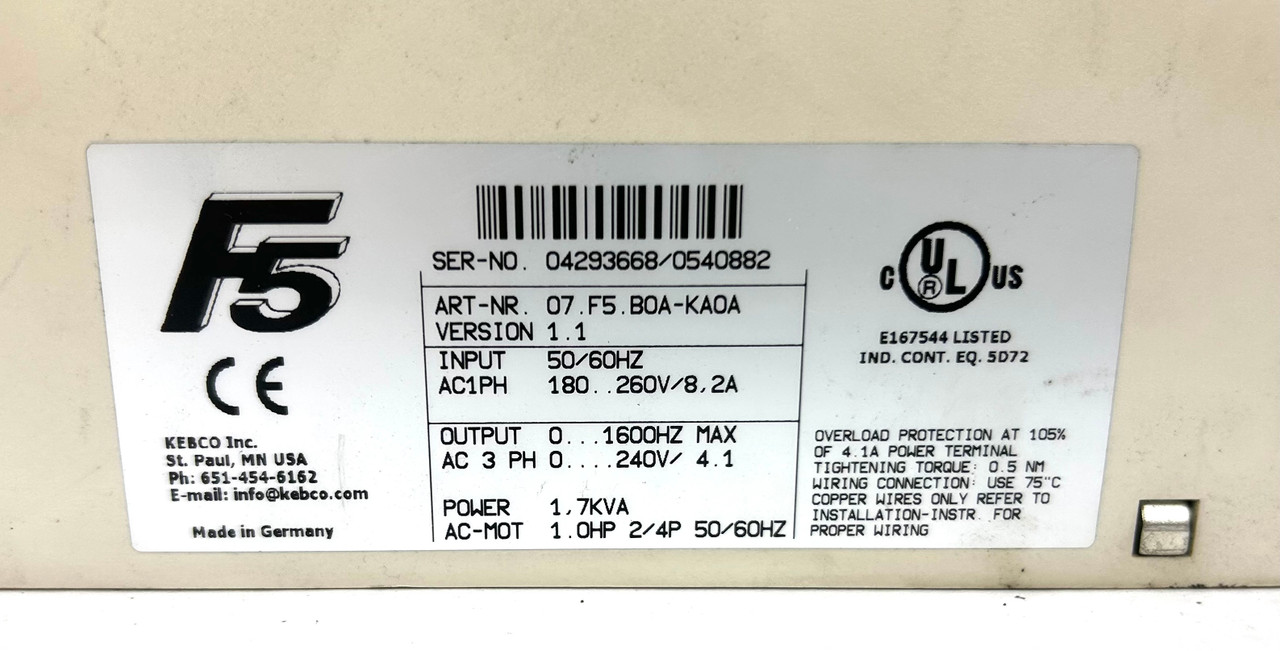 F5
CE
KEBCO Inc.
St. Paul, MN USA
Ph: 651-454-6162
E-mail: info@kebco.com
Made in Germany
SER-NO. 04293668/0540882
ART-NR. 07.F5.B0A-KA0A
VERSION 1.1
INPUT 50/60HZ
AC1PH 180..260V/8,2A
OUTPUT 0...1600HZ MAX
AC 3 PH 0....240V/ 4.1
POWER 1,7KVA
AC-MOT 1.0HP 2/4P 50/60HZ
C UL® US
E167544 LISTED
IND. CONT. EQ. 5D72
OVERLOAD PROTECTION AT 105%
OF 4.1A POWER TERMINAL
TIGHTENING TORQUE: 0.5 NM
WIRING CONNECTION: USE 75"C
COPPER WIRES ONLY REFER TO
INSTALLATION-INSTR. .FOR
PROPER WIRING